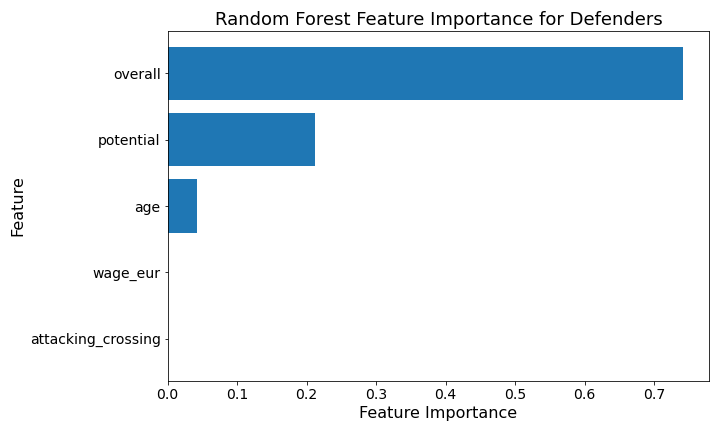 Random Forest Feature Importance for Defenders
Feature
overall
potential
age
wage_eur
attacking_crossing
0.0 0.1 0.2 0.3 0.4 0.5 0.6 0.7
Feature Importance